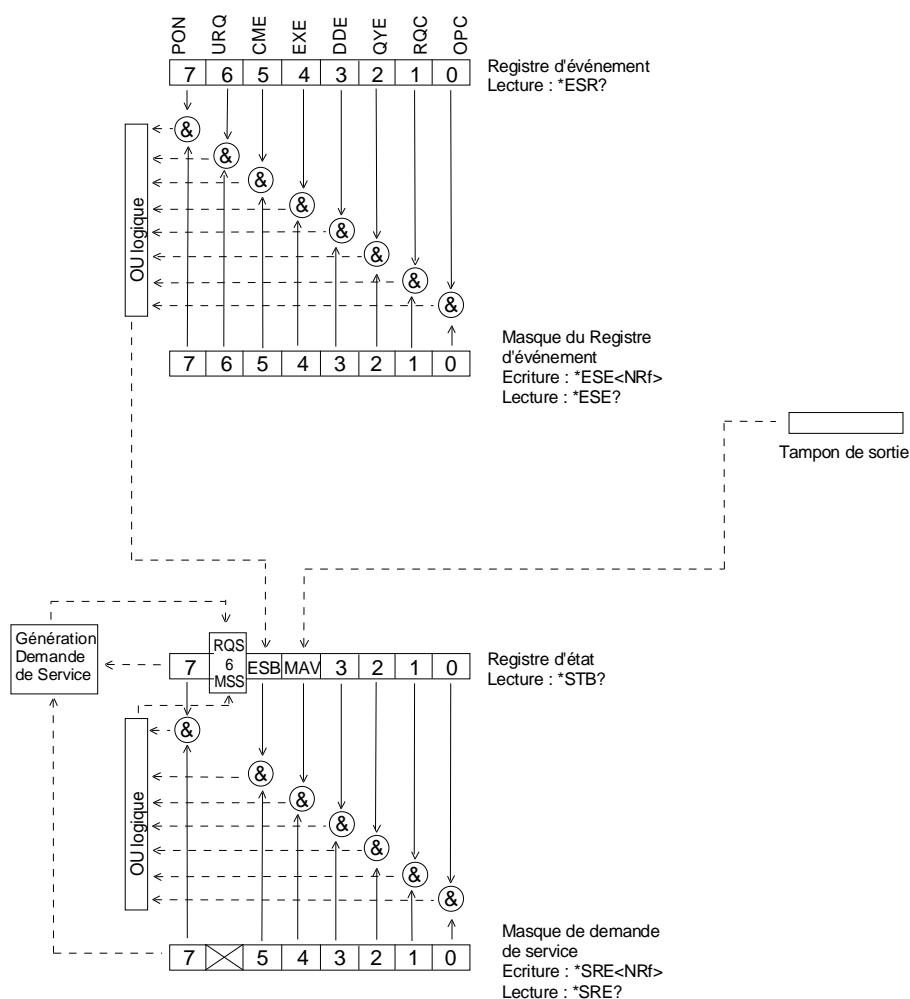 PON URQ CME EXE DDE QYE RQC OPC
7 6 5 4 3 2 1 0
Registre d'événement
Lecture : *ESR?
&
&
&
&
&
&
&
&
OU logique
7 6 5 4 3 2 1 0
Masque du Registre
d'événement
Ecriture : *ESE<NRf>
Lecture : *ESE?
Tampon de sortie
Génération
Demande
de Service
7 RQS 6 MSS ESB MAV 3 2 1 0
Registre d'état
Lecture : *STB?
&
&
&
&
&
&
&
OU logique
7 5 4 3 2 1 0
Masque de demande
de service
Ecriture : *SRE<NRf>
Lecture : *SRE?